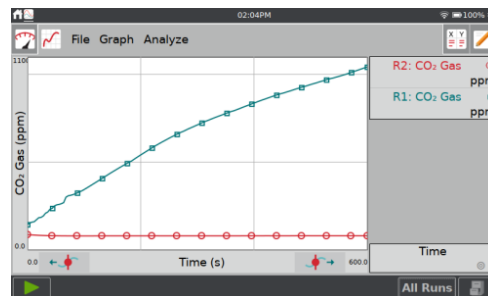 02:04PM
100%
File Graph Analyze
X Y
1100
CO₂ Gas (ppm)
0.0
0.0
Time (s)
600.0
R2: CO₂ Gas
ppm
R1: CO₂ Gas
ppm
Time
All Runs